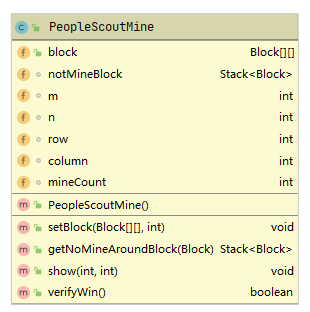 C PeopleScoutMine
f block Block[][]
f notMineBlock Stack<Block>
f m int
f n int
f row int
f column int
f mineCount int
m PeopleScoutMine()
m setBlock(Block[][], int) void
m getNoMineAroundBlock(Block) Stack<Block>
m show(int, int) void
m verifyWin() boolean